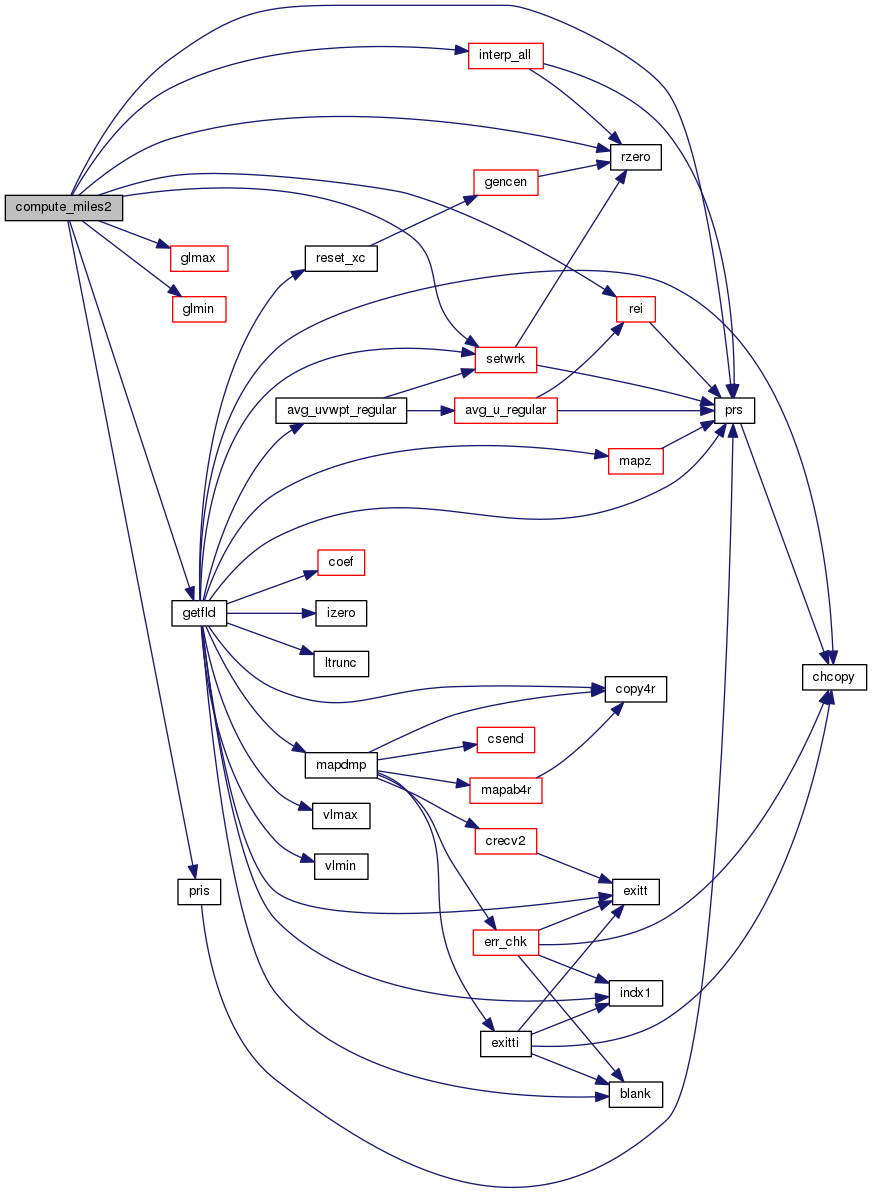 interp_all
rzero
gencen
compute_miles2
glmax
reset_xc
glmin
rei
setwrk
avg_uvwpt_regular
avg_u_regular
prs
mapz
coef
getfld
izero
ltrunc
chcopy
copy4r
csend
mapdmp
mapab4r
vlmax
crecv2
vlmin
pris
exitt
err_chk
indx1
exitti
blank